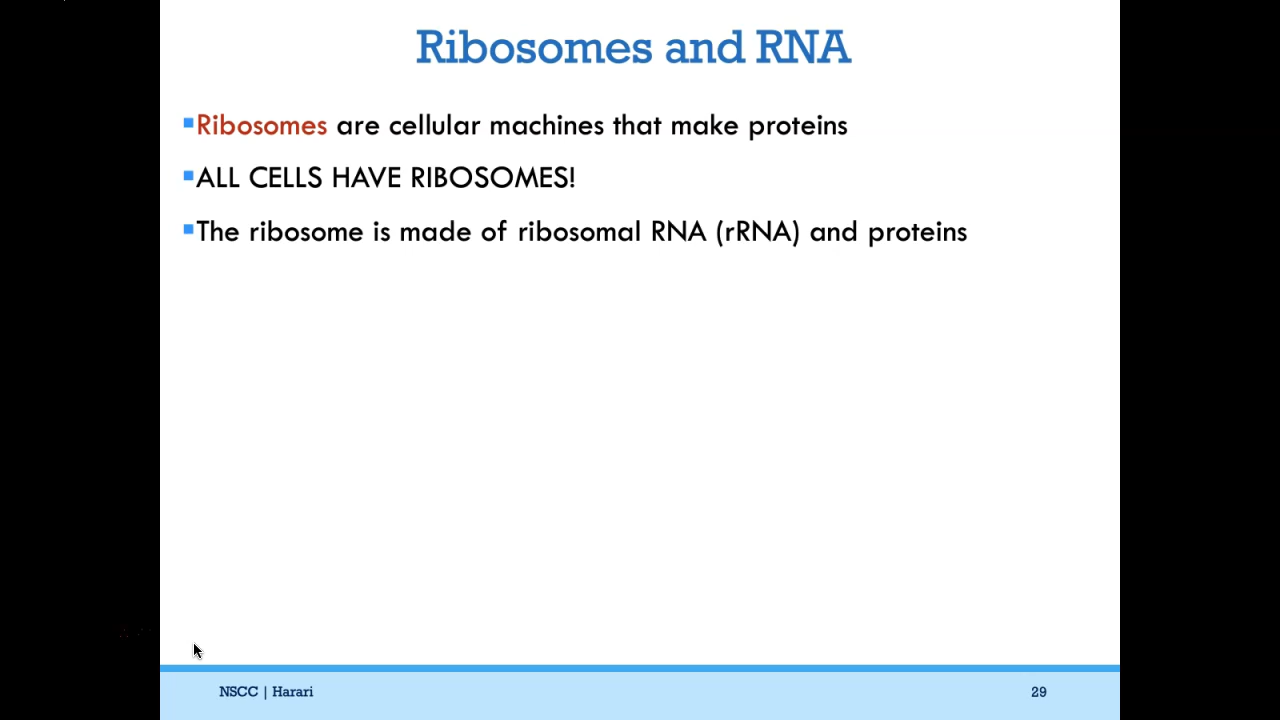 Ribosomes and RNA
▪Ribosomes are cellular machines that make proteins
▪ALL CELLS HAVE RIBOSOMES!
▪The ribosome is made of ribosomal RNA (rRNA) and proteins
NSCC | Harari
29